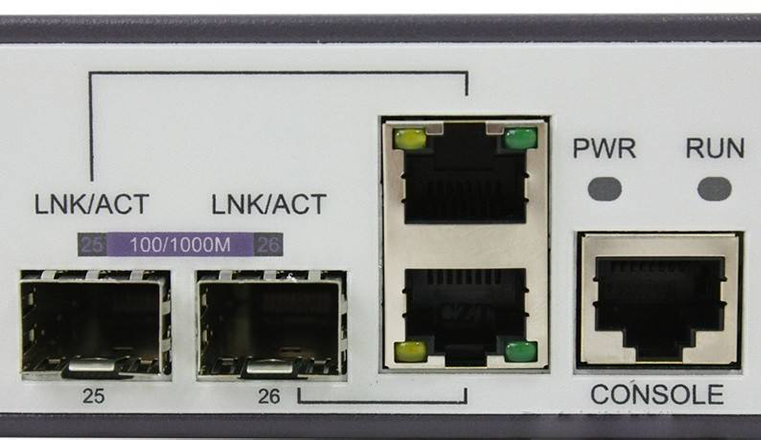 PWR RUN
LNK/ACT LNK/ACT
25 100/1000M 26
25 26
CONSOLE